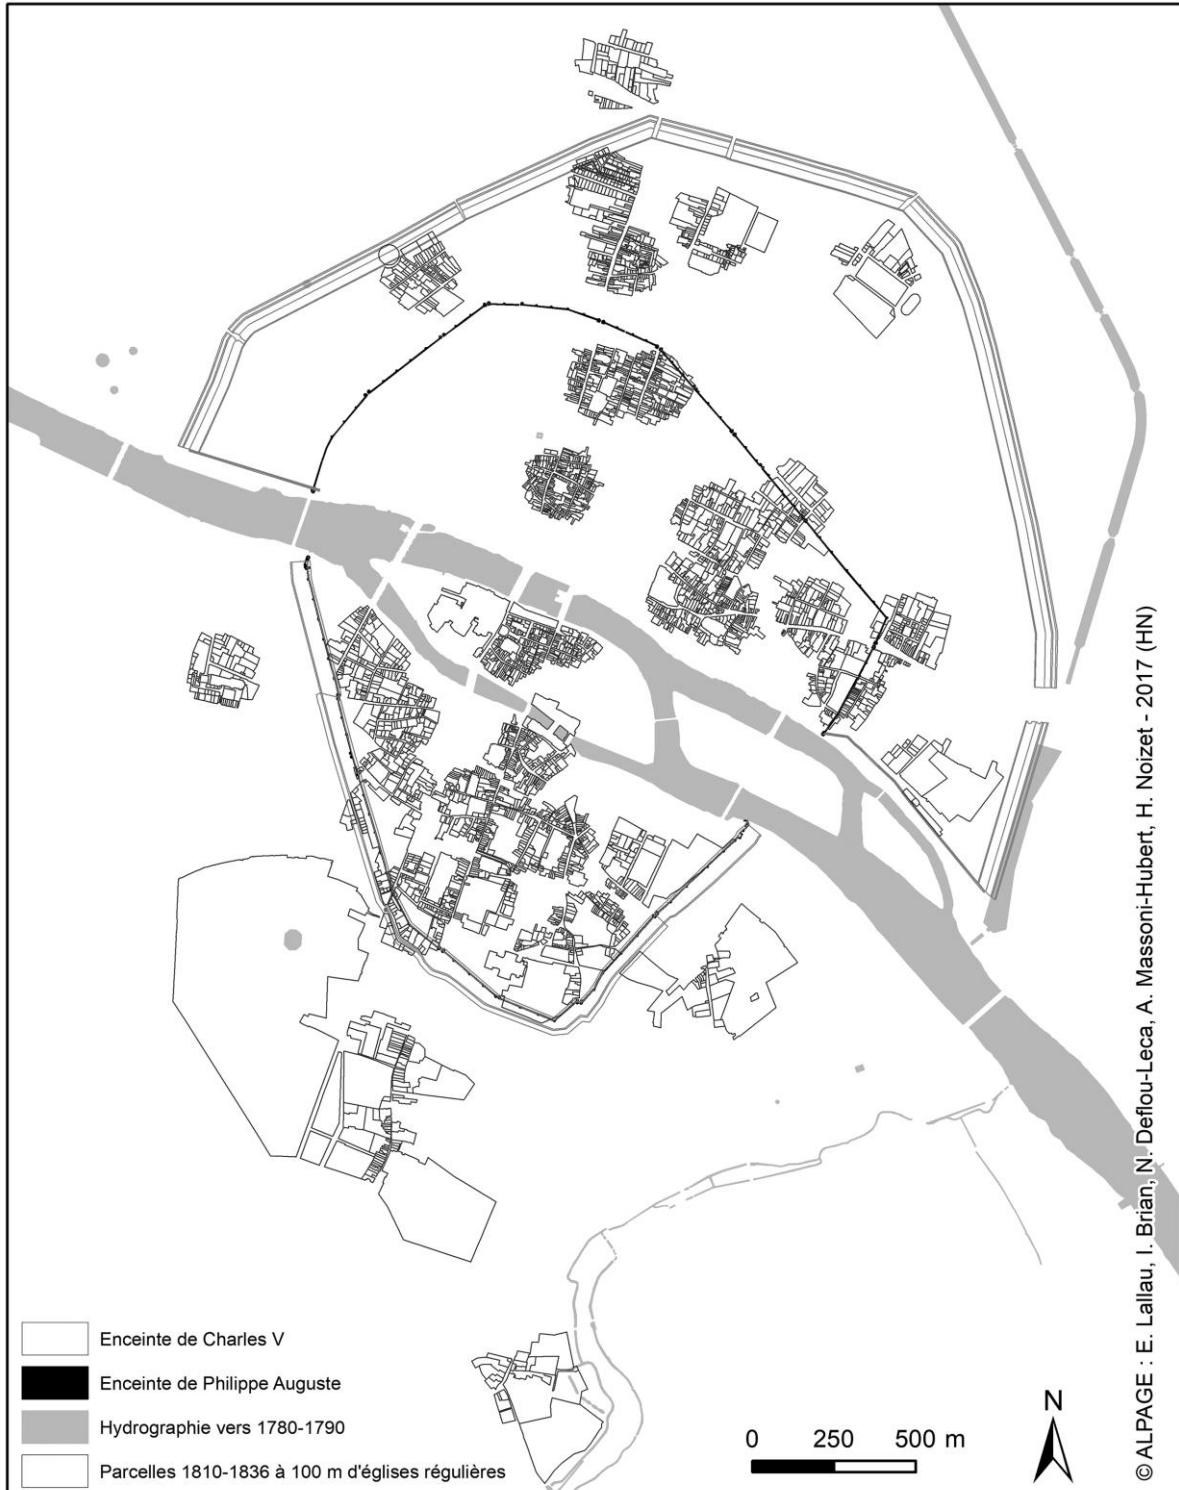 Enceinte de Charles V
Enceinte de Philippe Auguste
Hydrographie vers 1780-1790
Parcelles 1810-1836 à 100 m d'églises régulières
0 250 500 m
N
© ALPAGE : E. Lallau, I. Brian, N. Deflou-Leca, A. Massoni-Hubert, H. Noizet - 2017 (HN)